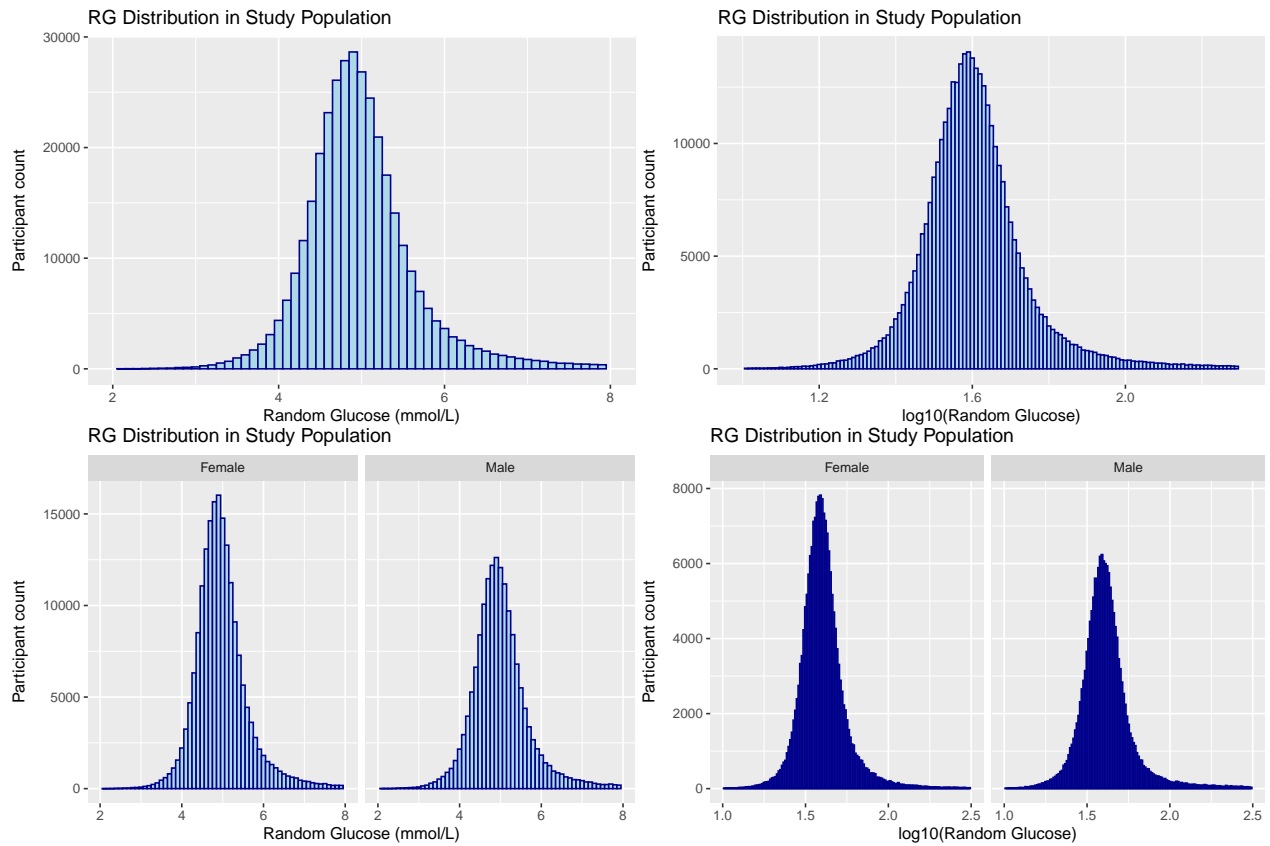 RG Distribution in Study Population
30000
20000
10000
0
Participant count
2 4 6 8
Random Glucose (mmol/L)
RG Distribution in Study Population
10000
5000
0
Participant count
1.2 1.6 2.0
log10(Random Glucose)
RG Distribution in Study Population
Female Male
15000
10000
5000
0
Participant count
2 4 6 8 2 4 6 8
Random Glucose (mmol/L)
RG Distribution in Study Population
Female Male
8000
6000
4000
2000
0
Participant count
1.0 1.5 2.0 2.5 1.0 1.5 2.0 2.5
log10(Random Glucose)